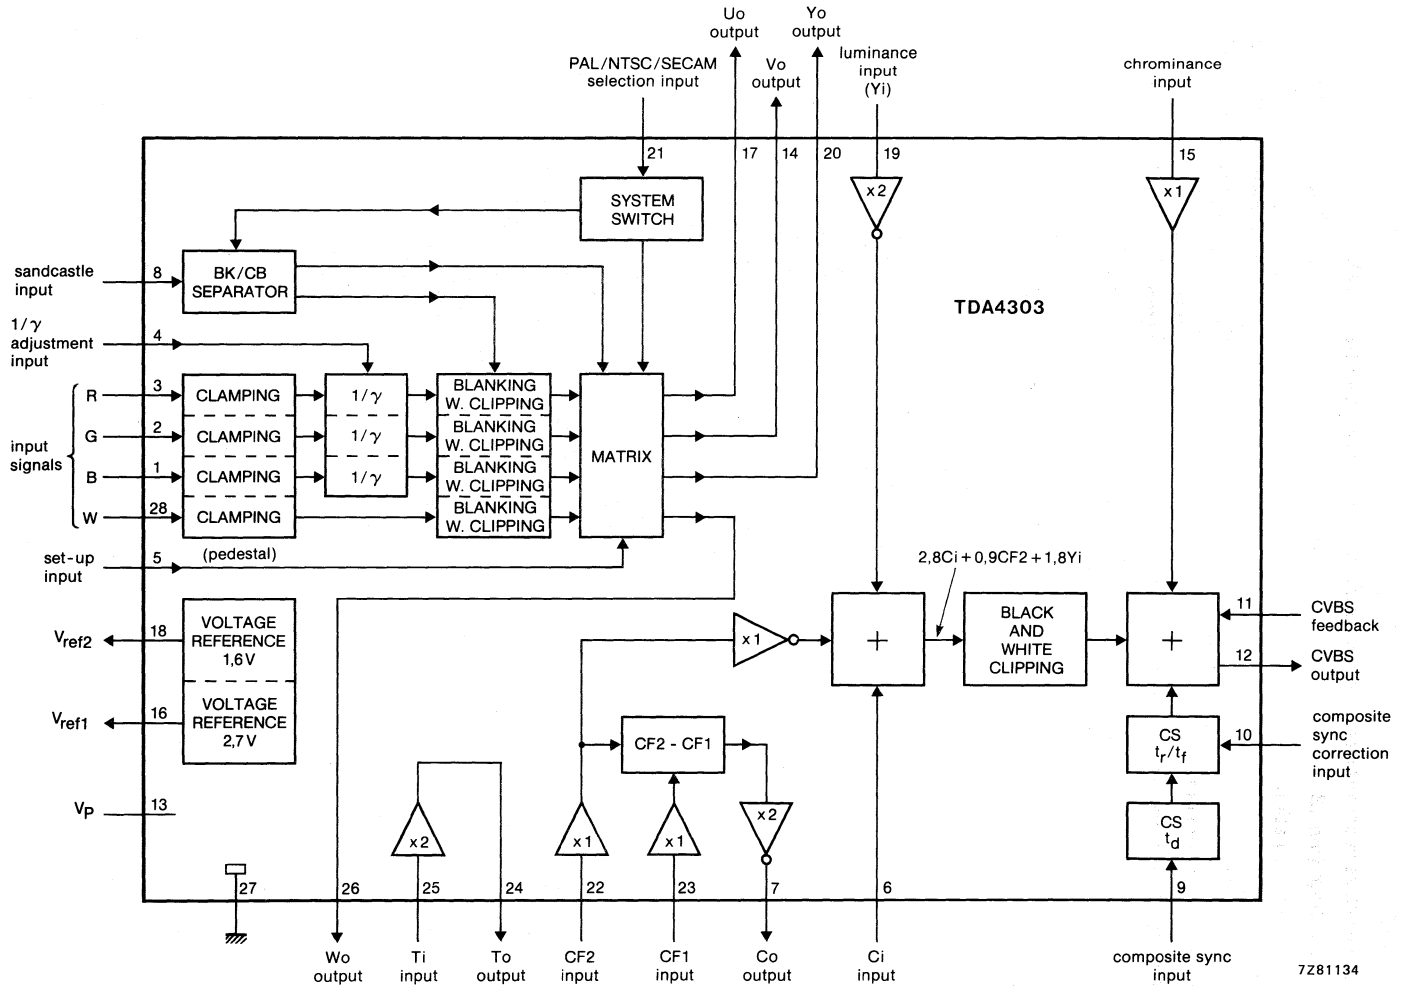 Uo
output
Yo
output
Vo
output
PAL/NTSC/SECAM
selection input
luminance
input
(Yi)
chrominance
input
21
17
14
20
19
15
SYSTEM
SWITCH
x2
x1
sandcastle
input
8
BK/CB
SEPARATOR
TDA4303
1/γ
adjustment
input
4
input
signals
R
3
CLAMPING
1/γ
BLANKING
W. CLIPPING
G
2
CLAMPING
1/γ
BLANKING
W. CLIPPING
B
1
CLAMPING
1/γ
BLANKING
W. CLIPPING
W
28
CLAMPING
BLANKING
W. CLIPPING
MATRIX
set-up
input
5
(pedestal)
2,8Ci+0,9CF2+1,8Yi
Vref2
18
VOLTAGE
REFERENCE
1,6V
Vref1
16
VOLTAGE
REFERENCE
2,7V
x1
+
BLACK
AND
WHITE
CLIPPING
+
11
CVBS
feedback
12
CVBS
output
CF2 - CF1
CS
tr/tf
10
composite
sync
correction
input
VP
13
x2
x1
x1
x2
CS
td
27
26
25
24
22
23
7
6
9
Wo
output
Ti
input
To
output
CF2
input
CF1
input
Co
output
Ci
input
composite sync
input
7Z81134